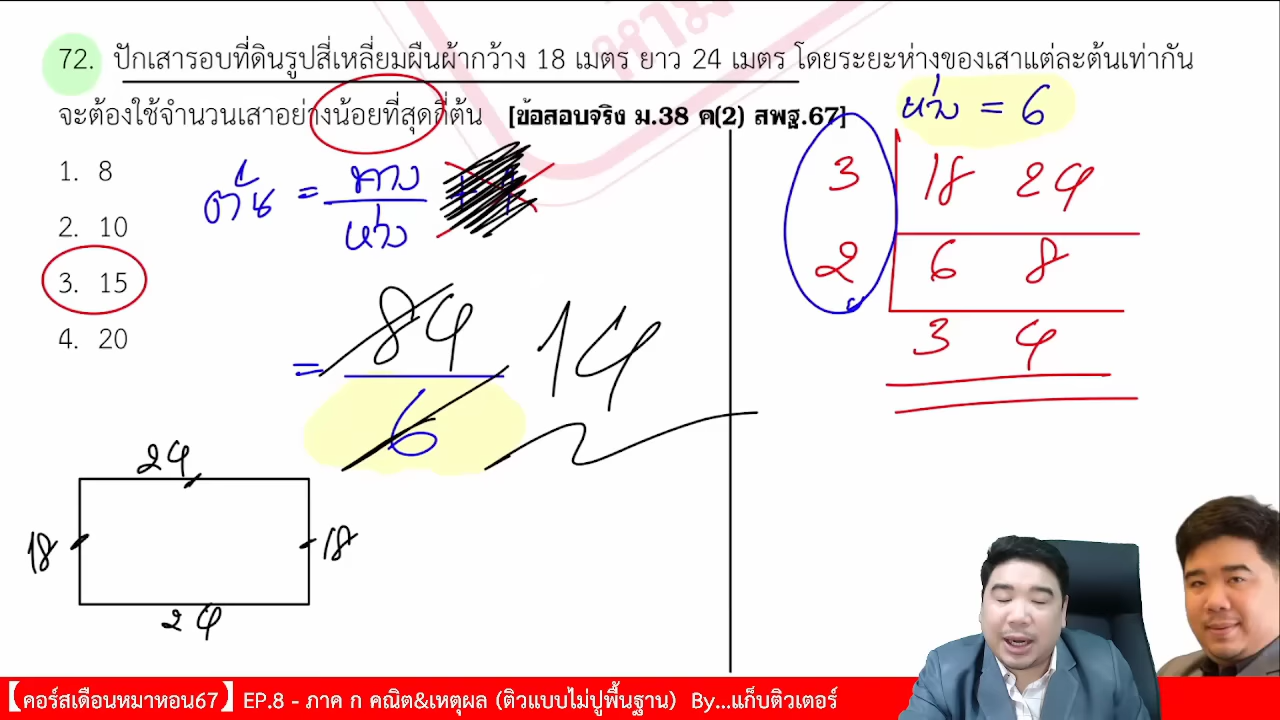 หาม
72. ปักเสารอบที่ดินรูปสี่เหลี่ยมผืนผ้ากว้าง 18 เมตร ยาว 24 เมตร โดยระยะห่างของเสาแต่ละต้นเท่ากัน
จะต้องใช้จำนวนเสาอย่างน้อยที่สุดกี่ต้น [ข้อสอบจริง ม.38 ค(2) สพฐ.67]
ห่าง = 6
1. 8
2. 10
3. 15
4. 20
ต้น = ทาง
ห่าง
+ 1
= 84
6
14
3 18 24
2 6 8
3 4
24
18 18
24
【คอร์สเดือนหมาหอน67】 EP.8 - ภาค ก คณิต&เหตุผล (ติวแบบไม่ปูพื้นฐาน) By...แก็บติวเตอร์